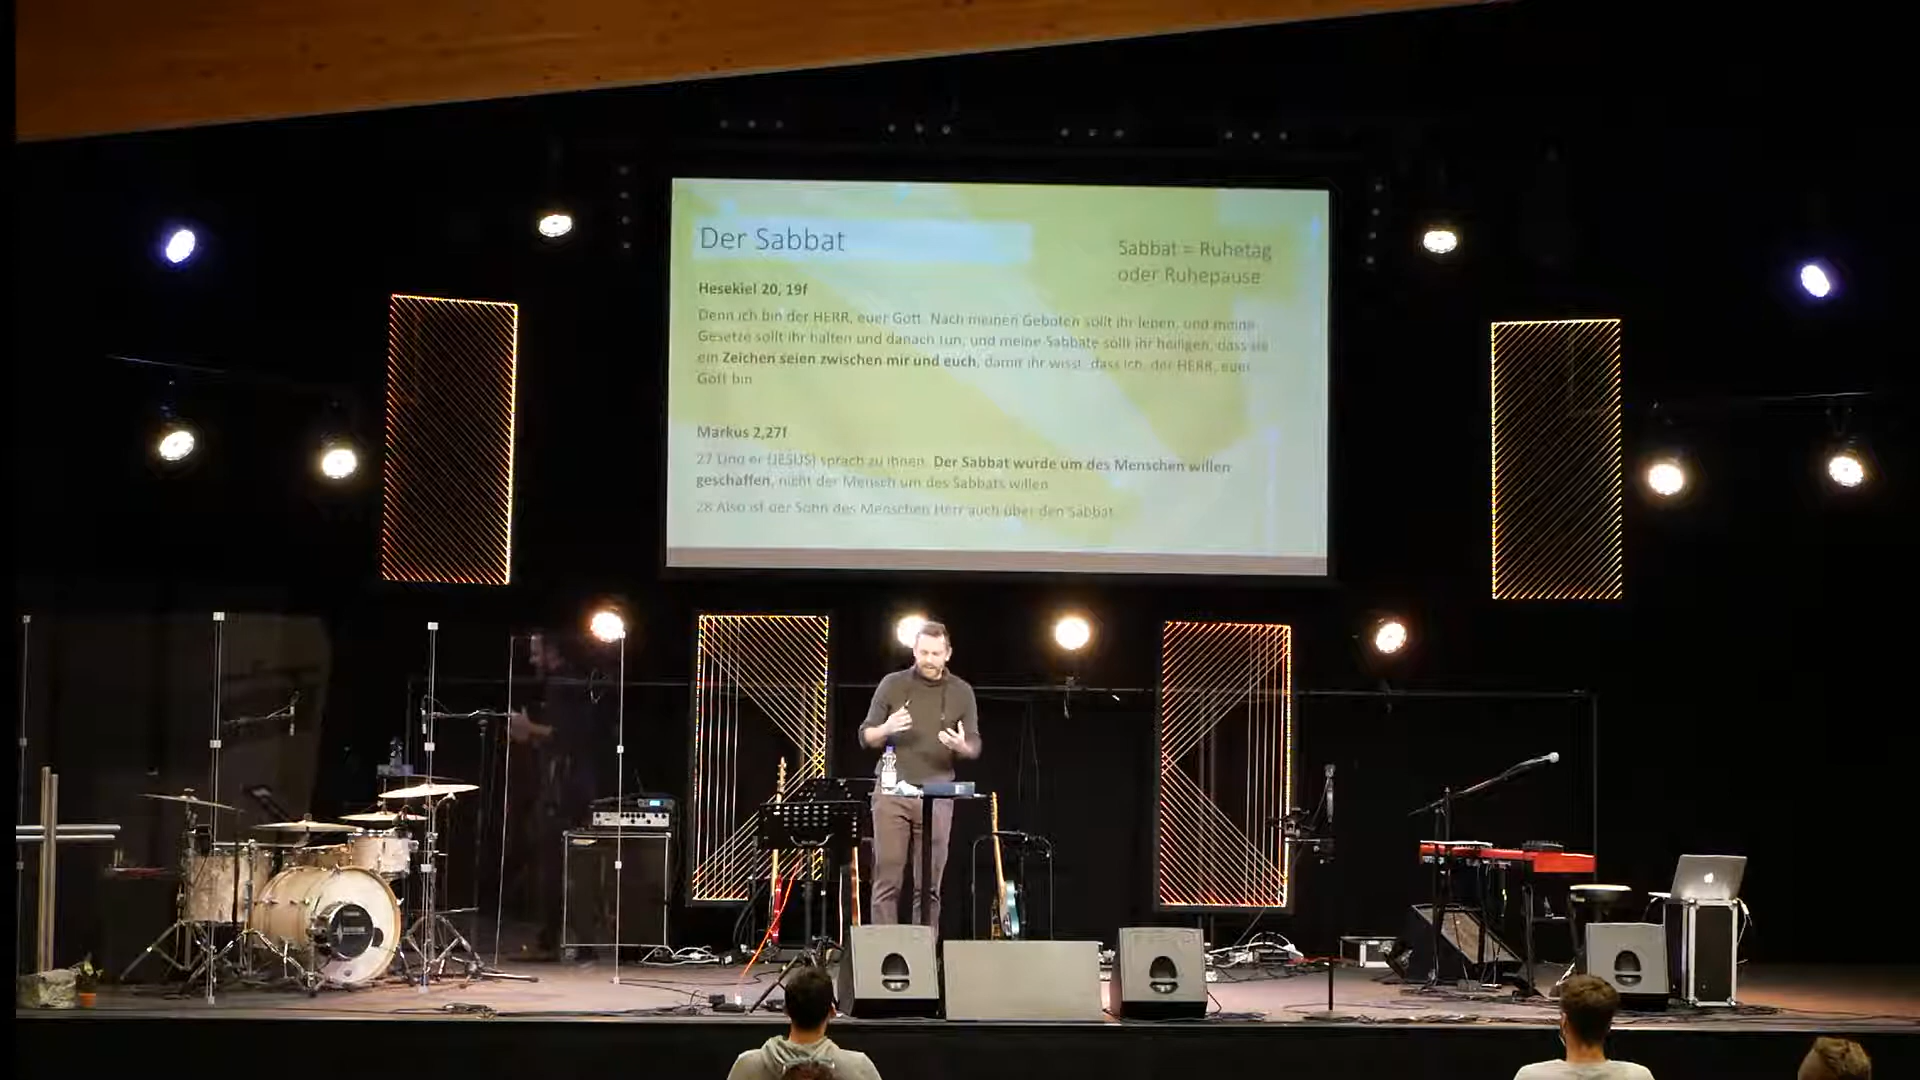 Der Sabbat
Sabbat = Ruhetag
oder Ruhepause
Hesekiel 20, 19f
Denn ich bin der HERR, euer Gott. Nach meinen Geboten sollt ihr leben, und meine
Gesetze sollt ihr halten und danach tun, und meine Sabbate sollt ihr heiligen, dass sie
ein Zeichen seien zwischen mir und euch, damit ihr wisst, dass ich, der HERR, euer
Gott bin.
Markus 2,27f
27 Und er (JESUS) sprach zu ihnen: Der Sabbat wurde um des Menschen willen
geschaffen, nicht der Mensch um des Sabbats willen.
28 Also ist der Sohn des Menschen Herr auch über den Sabbat.